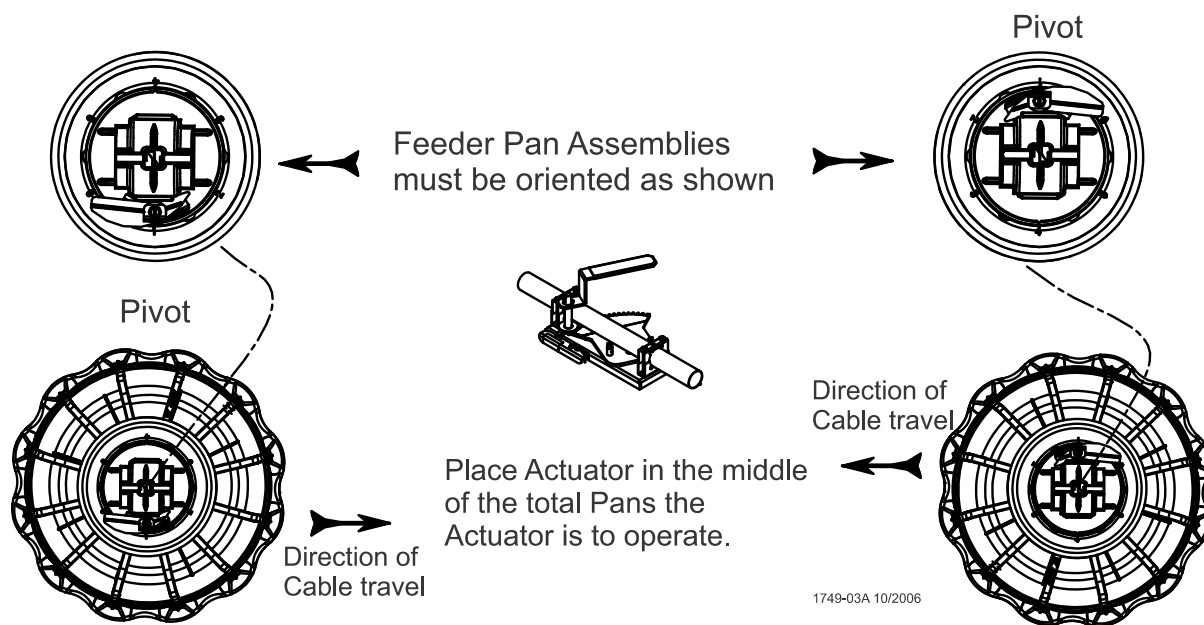 Pivot
Feeder Pan Assemblies
must be oriented as shown
Pivot
Direction of
Cable travel
Place Actuator in the middle
of the total Pans the
Actuator is to operate.
Direction of
Cable travel
1749-03A 10/2006